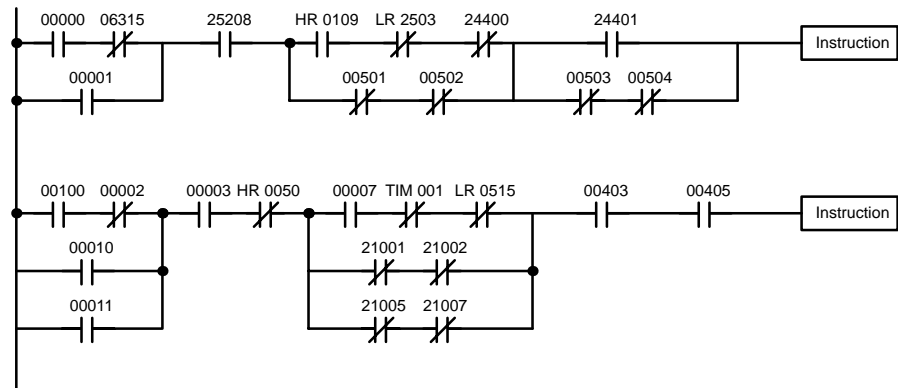 00000 06315 25208 HR 0109 LR 2503 24400 24401
Instruction
00001 00501 00502 00503 00504
00100 00002 00003 HR 0050 00007 TIM 001 LR 0515 00403 00405
Instruction
00010 21001 21002
00011 21005 21007